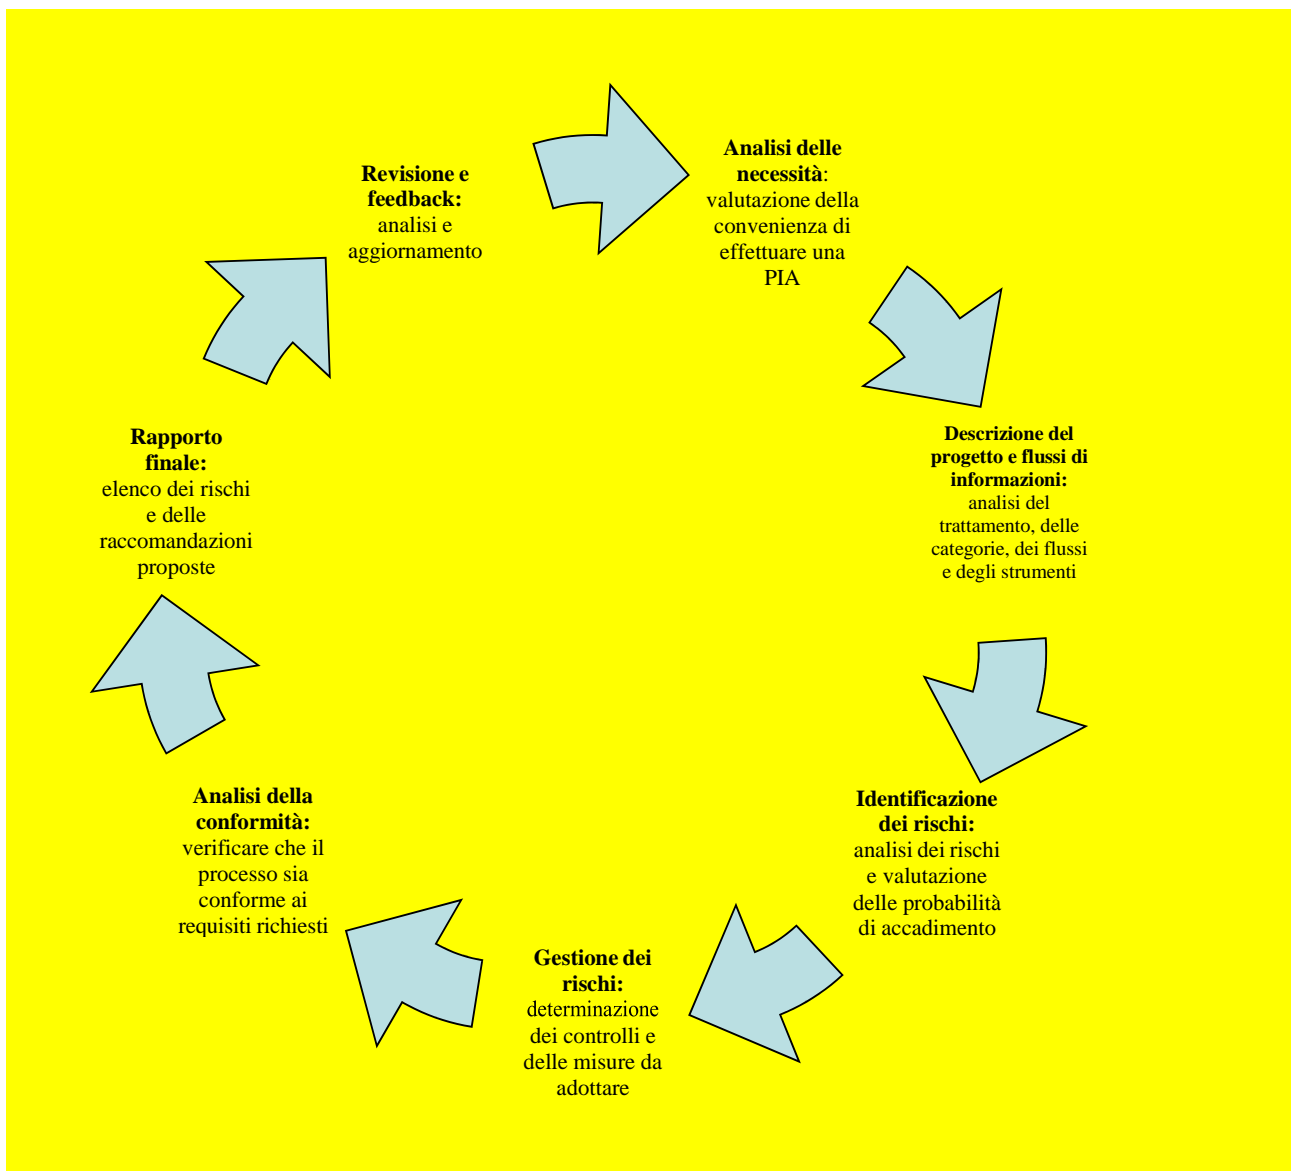 Analisi delle
necessità:
valutazione della
convenienza di
effettuare una
PIA
Descrizione del
progetto e flussi di
informazioni:
analisi del
trattamento, delle
categorie, dei flussi
e degli strumenti
Identificazione
dei rischi:
analisi dei rischi
e valutazione
delle probabilità
di accadimento
Gestione dei
rischi:
determinazione
dei controlli e
delle misure da
adottare
Analisi della
conformità:
verificare che il
processo sia
conforme ai
requisiti richiesti
Rapporto
finale:
elenco dei rischi
e delle
raccomandazioni
proposte
Revisione e
feedback:
analisi e
aggiornamento